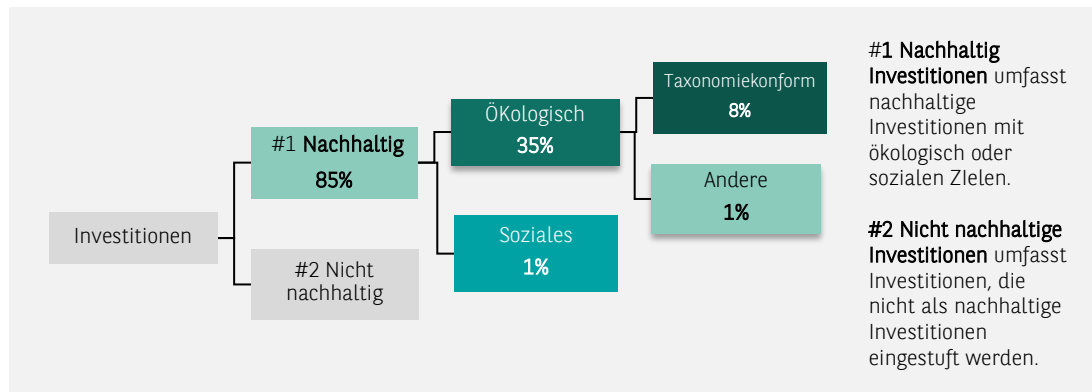 Investitionen
#1 Nachhaltig
85%
#2 Nicht
nachhaltig
ÖKologisch
35%
Soziales
1%
Taxonomiekonform
8%
Andere
1%
#1 Nachhaltig
Investitionen umfasst
nachhaltige
Investitionen mit
ökologisch oder
sozialen ZIelen.
#2 Nicht nachhaltige
Investitionen umfasst
Investitionen, die
nicht als nachhaltige
Investitionen
eingestuft werden.